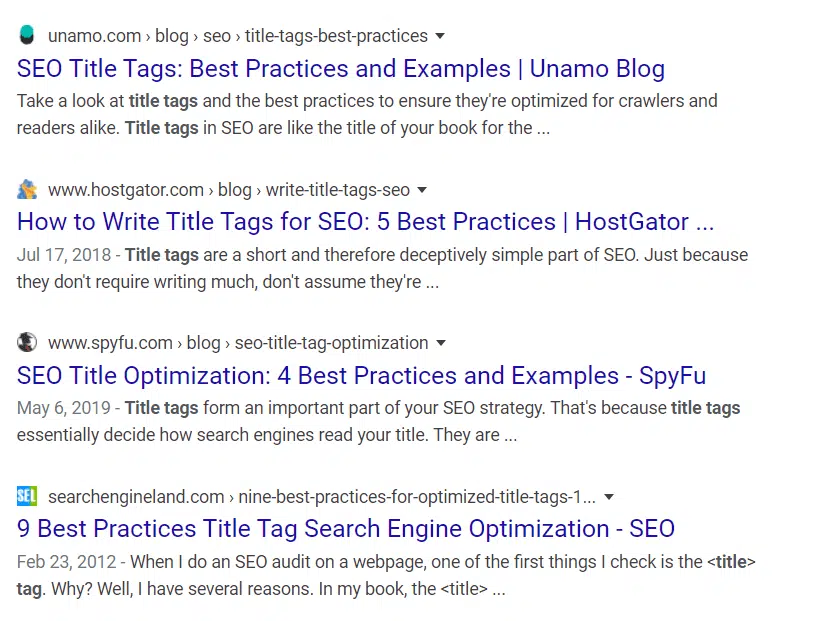 unamo.com › blog › seo › title-tags-best-practices
SEO Title Tags: Best Practices and Examples | Unamo Blog
Take a look at title tags and the best practices to ensure they're optimized for crawlers and
readers alike. Title tags in SEO are like the title of your book for the ...
www.hostgator.com › blog › write-title-tags-seo
How to Write Title Tags for SEO: 5 Best Practices | HostGator ...
Jul 17, 2018 - Title tags are a short and therefore deceptively simple part of SEO. Just because
they don't require writing much, don't assume they're ...
www.spyfu.com › blog › seo-title-tag-optimization
SEO Title Optimization: 4 Best Practices and Examples - SpyFu
May 6, 2019 - Title tags form an important part of your SEO strategy. That's because title tags
essentially decide how search engines read your title. They are ...
SEL searchengineland.com › nine-best-practices-for-optimized-title-tags-1...
9 Best Practices Title Tag Search Engine Optimization - SEO
Feb 23, 2012 - When I do an SEO audit on a webpage, one of the first things I check is the <title>
tag. Why? Well, I have several reasons. In my book, the <title> ...